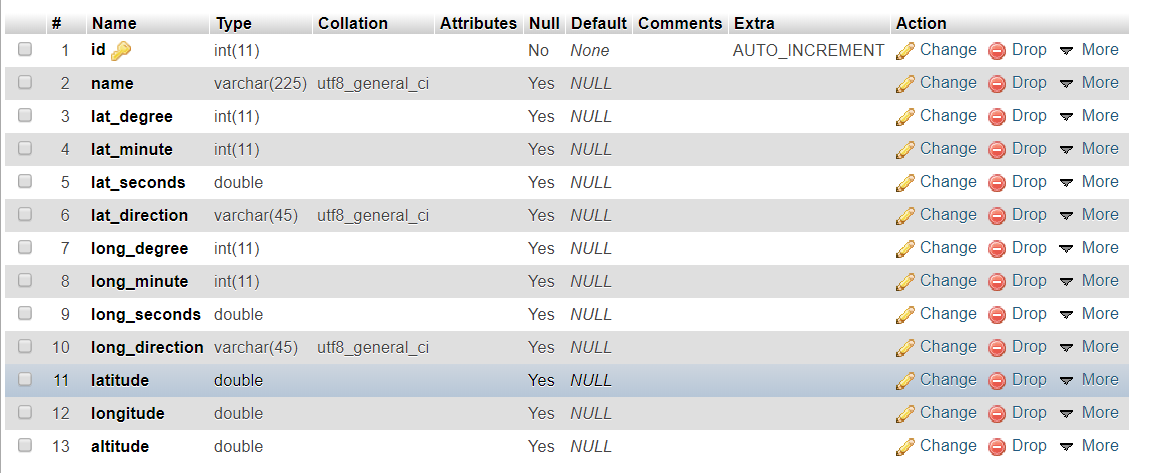 # Name Type Collation Attributes Null Default Comments Extra Action
1 id int(11) No None AUTO_INCREMENT Change Drop More
2 name varchar(225) utf8_general_ci Yes NULL Change Drop More
3 lat_degree int(11) Yes NULL Change Drop More
4 lat_minute int(11) Yes NULL Change Drop More
5 lat_seconds double Yes NULL Change Drop More
6 lat_direction varchar(45) utf8_general_ci Yes NULL Change Drop More
7 long_degree int(11) Yes NULL Change Drop More
8 long_minute int(11) Yes NULL Change Drop More
9 long_seconds double Yes NULL Change Drop More
10 long_direction varchar(45) utf8_general_ci Yes NULL Change Drop More
11 latitude double Yes NULL Change Drop More
12 longitude double Yes NULL Change Drop More
13 altitude double Yes NULL Change Drop More